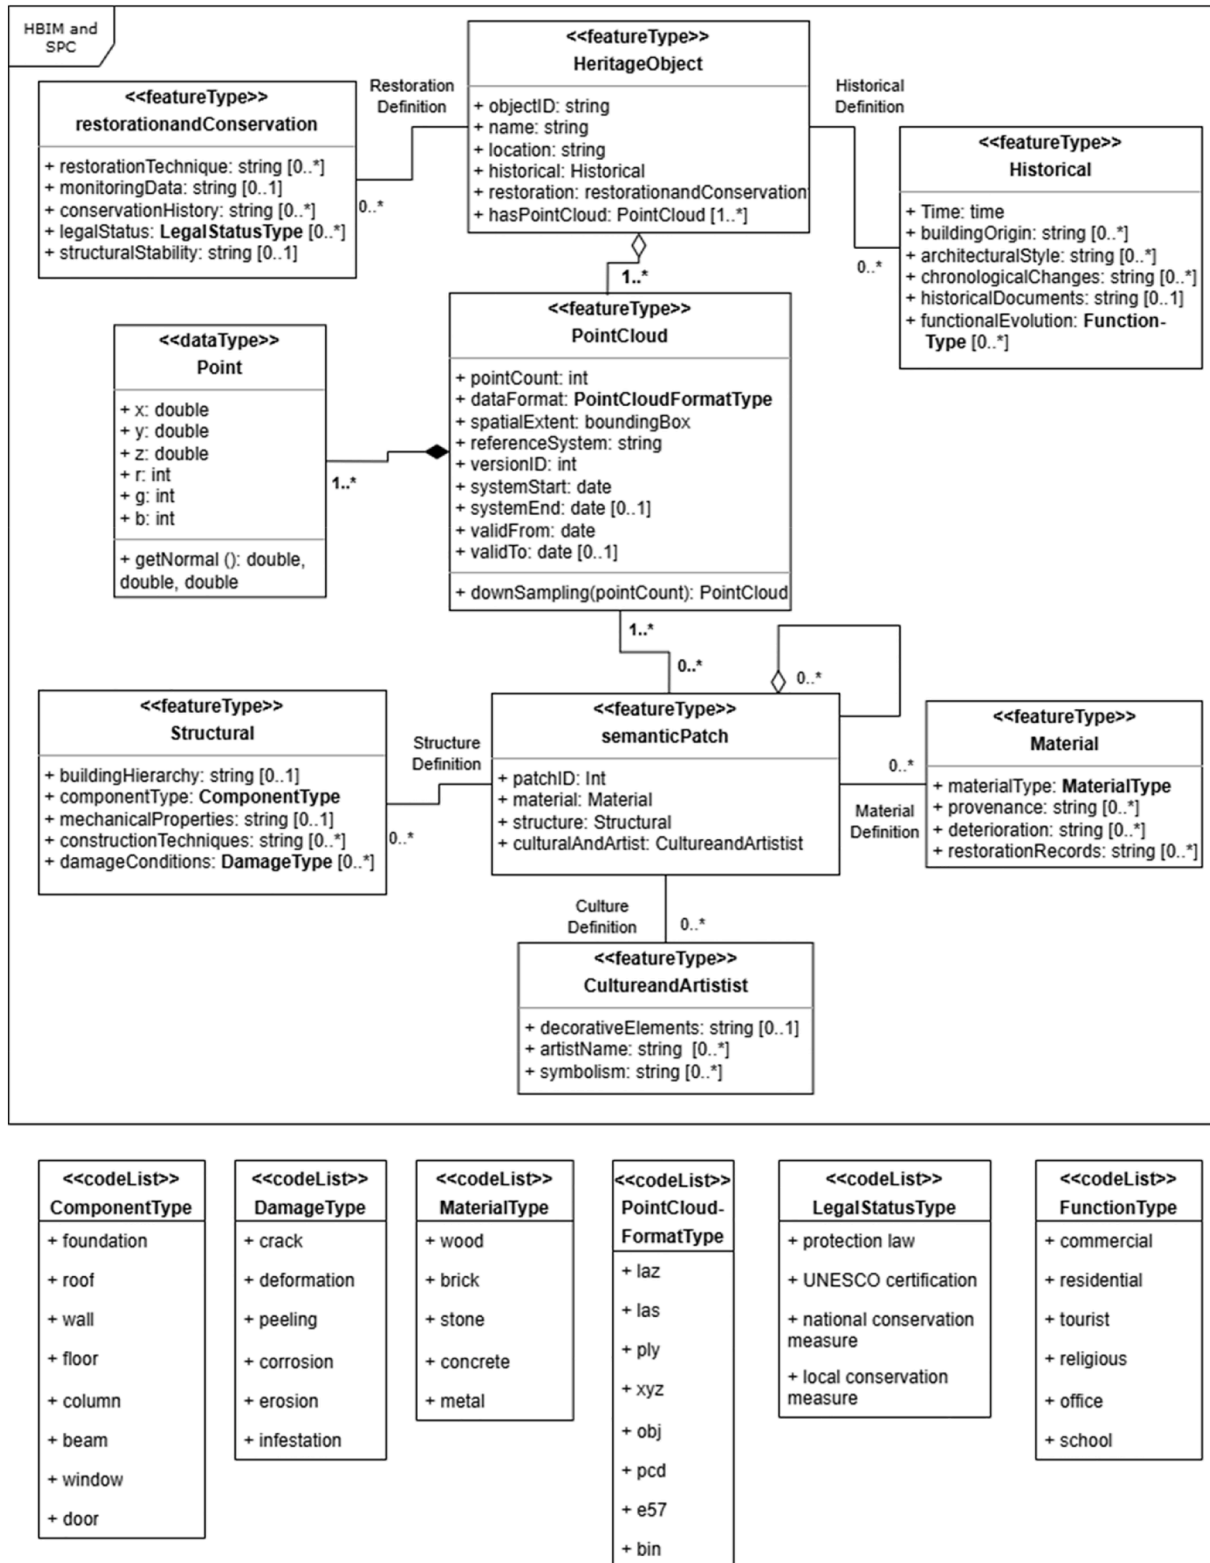 HBIM and
SPC
<<featureType>>
HeritageObject
+ objectID: string
+ name: string
+ location: string
+ historical: Historical
+ restoration: restorationandConservation
+ hasPointCloud: PointCloud [1..*]
Restoration
Definition
0..*
<<featureType>>
restorationandConservation
+ restorationTechnique: string [0..*]
+ monitoringData: string [0..1]
+ conservationHistory: string [0..*]
+ legalStatus: LegalStatusType [0..*]
+ structuralStability: string [0..1]
Historical
Definition
0..*
<<featureType>>
Historical
+ Time: time
+ buildingOrigin: string [0..*]
+ architecturalStyle: string [0..*]
+ chronologicalChanges: string [0..*]
+ historicalDocuments: string [0..1]
+ functionalEvolution: Function-
Type [0..*]
1..*
<<featureType>>
PointCloud
+ pointCount: int
+ dataFormat: PointCloudFormatType
+ spatialExtent: boundingBox
+ referenceSystem: string
+ versionID: int
+ systemStart: date
+ systemEnd: date [0..1]
+ validFrom: date
+ validTo: date [0..1]
+ downSampling(pointCount): PointCloud
<<dataType>>
Point
+ x: double
+ y: double
+ z: double
+ r: int
+ g: int
+ b: int
+ getNormal (): double,
double, double
1..*
1..*
0..*
0..*
<<featureType>>
semanticPatch
+ patchID: Int
+ material: Material
+ structure: Structural
+ culturalAndArtist: CultureandArtistist
<<featureType>>
Structural
+ buildingHierarchy: string [0..1]
+ componentType: ComponentType
+ mechanicalProperties: string [0..1]
+ constructionTechniques: string [0..*]
+ damageConditions: DamageType [0..*]
Structure
Definition
0..*
0..*
Material
Definition
<<featureType>>
Material
+ materialType: MaterialType
+ provenance: string [0..*]
+ deterioration: string [0..*]
+ restorationRecords: string [0..*]
Culture
Definition
0..*
<<featureType>>
CultureandArtistist
+ decorativeElements: string [0..1]
+ artistName: string [0..*]
+ symbolism: string [0..*]
<<codeList>>
ComponentType
+ foundation
+ roof
+ wall
+ floor
+ column
+ beam
+ window
+ door
<<codeList>>
DamageType
+ crack
+ deformation
+ peeling
+ corrosion
+ erosion
+ infestation
<<codeList>>
MaterialType
+ wood
+ brick
+ stone
+ concrete
+ metal
<<codeList>>
PointCloud-
FormatType
+ laz
+ las
+ ply
+ xyz
+ obj
+ pcd
+ e57
+ bin
<<codeList>>
LegalStatusType
+ protection law
+ UNESCO certification
+ national conservation
measure
+ local conservation
measure
<<codeList>>
FunctionType
+ commercial
+ residential
+ tourist
+ religious
+ office
+ school